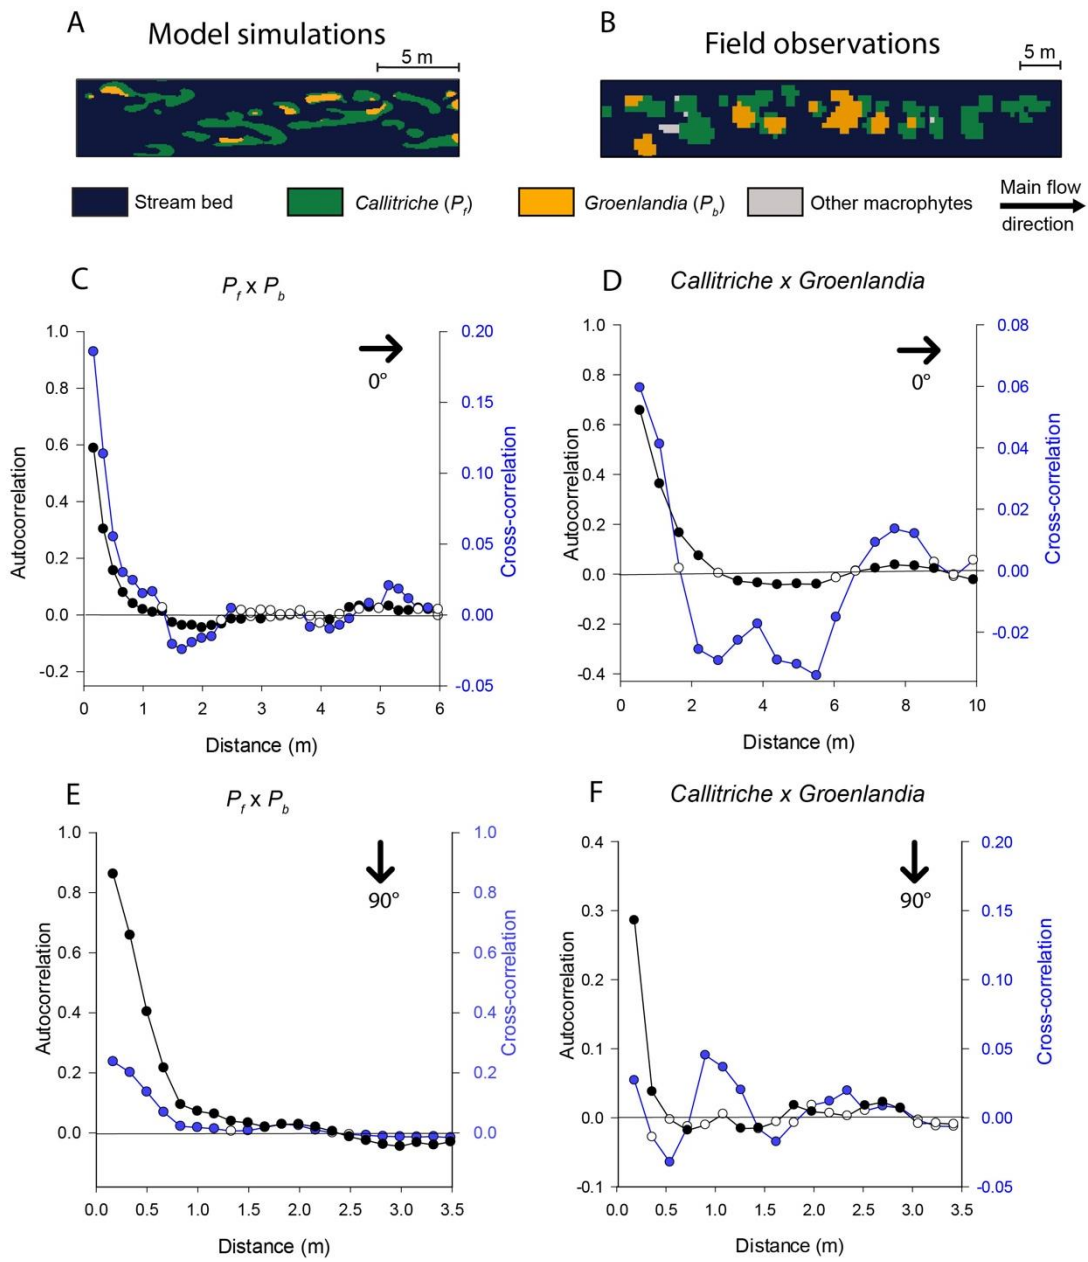 A
Model simulations
5 m
B
Field observations
5 m
Stream bed
Callitriche (Pf)
Groenlandia (Pb)
Other macrophytes
Main flow
direction
C
Pf x Pb
1.0
0.8
0.6
0.4
0.2
0.0
-0.2
Autocorrelation
0.20
0.15
0.10
0.05
0.00
-0.05
Cross-correlation
0°
0 1 2 3 4 5 6
Distance (m)
D
Callitriche x Groenlandia
1.0
0.8
0.6
0.4
0.2
0.0
-0.2
-0.4
Autocorrelation
0.08
0.06
0.04
0.02
0.00
-0.02
Cross-correlation
0°
0 2 4 6 8 10
Distance (m)
E
Pf x Pb
1.0
0.8
0.6
0.4
0.2
0.0
Autocorrelation
1.0
0.8
0.6
0.4
0.2
0.0
Cross-correlation
90°
0.0 0.5 1.0 1.5 2.0 2.5 3.0 3.5
Distance (m)
F
Callitriche x Groenlandia
0.4
0.3
0.2
0.1
0.0
-0.1
Autocorrelation
0.20
0.15
0.10
0.05
0.00
-0.05
Cross-correlation
90°
0.0 0.5 1.0 1.5 2.0 2.5 3.0 3.5
Distance (m)